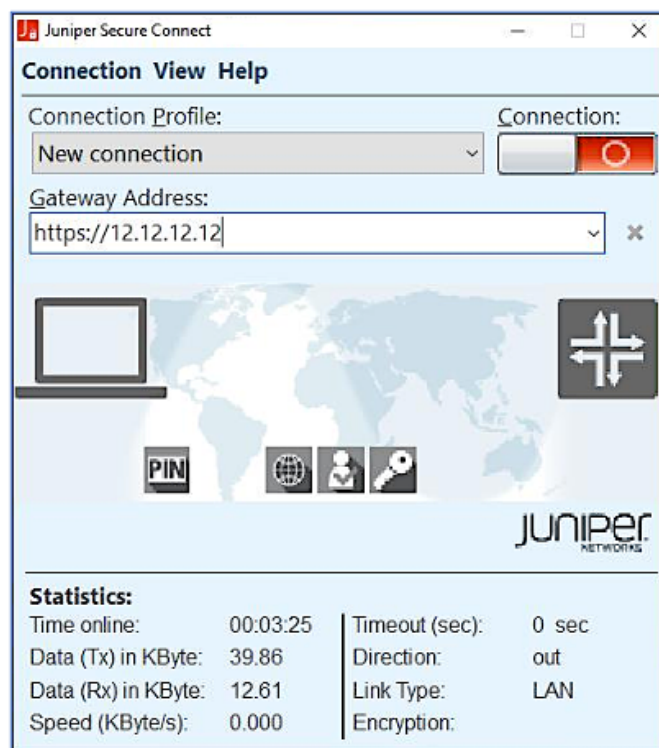 Juniper Secure Connect
Connection View Help
Connection Profile:
Connection:
New connection
Gateway Address:
https://12.12.12.12
PIN
JUNIPER
NETWORKS
Statistics:
Time online: 00:03:25
Timeout (sec): 0 sec
Data (Tx) in KByte: 39.86
Direction: out
Data (Rx) in KByte: 12.61
Link Type: LAN
Speed (KByte/s): 0.000
Encryption: